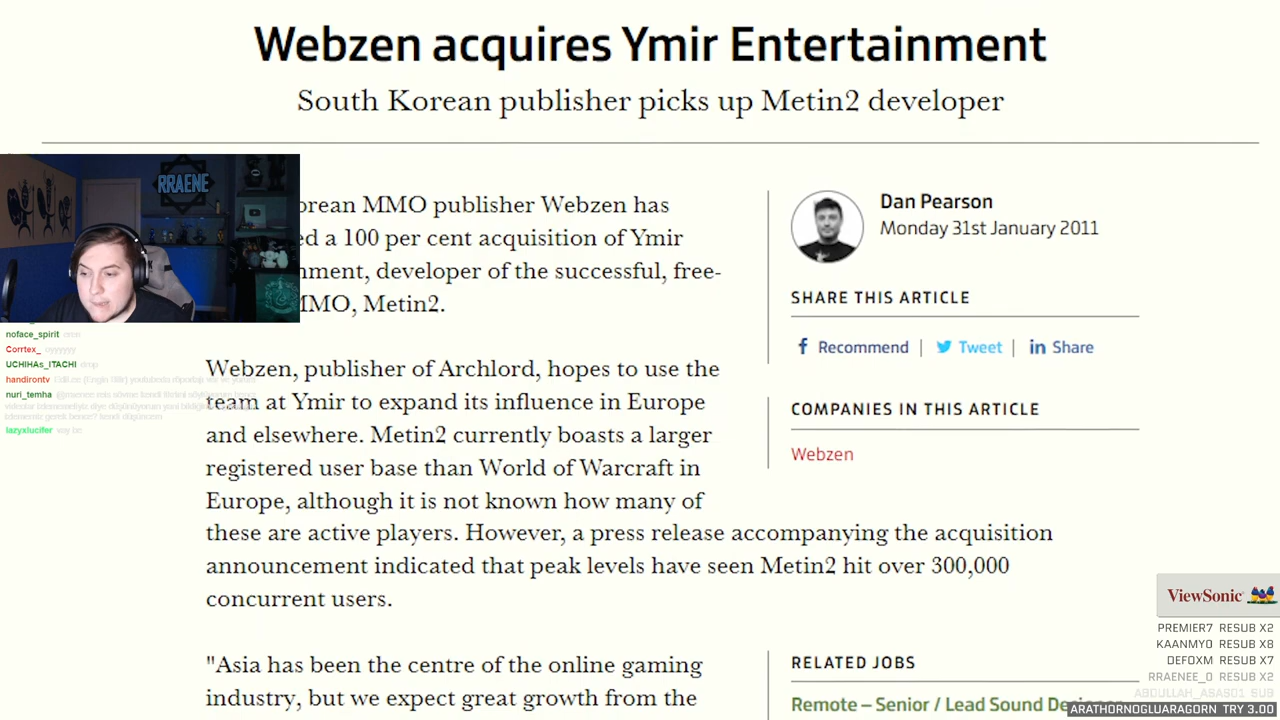 Webzen acquires Ymir Entertainment
South Korean publisher picks up Metin2 developer
RRAENE
orean MMO publisher Webzen has
ed a 100 per cent acquisition of Ymir
nment, developer of the successful, free-
MMO, Metin2.
Dan Pearson
Monday 31st January 2011
SHARE THIS ARTICLE
Recommend | Tweet | Share
COMPANIES IN THIS ARTICLE
Webzen
noface_spirit
Corrtex_ uyyyyyy
UCHIHAs_ITACHI drop
handirontv
nuri_temha
lazyxlucifer vay be
Webzen, publisher of Archlord, hopes to use the
team at Ymir to expand its influence in Europe
and elsewhere. Metin2 currently boasts a larger
registered user base than World of Warcraft in
Europe, although it is not known how many of
these are active players. However, a press release accompanying the acquisition
announcement indicated that peak levels have seen Metin2 hit over 300,000
concurrent users.
"Asia has been the centre of the online gaming
industry, but we expect great growth from the
RELATED JOBS
Remote – Senior / Lead Sound
ViewSonic
PREMIER7 RESUB X2
KAANMY0 RESUB X8
DEFOXM RESUB X7
RRAENEE_0 RESUB X2
ABDULLAH_ASAS01 SUB
ARATHORNOGLUARAGORN TRY 3.00